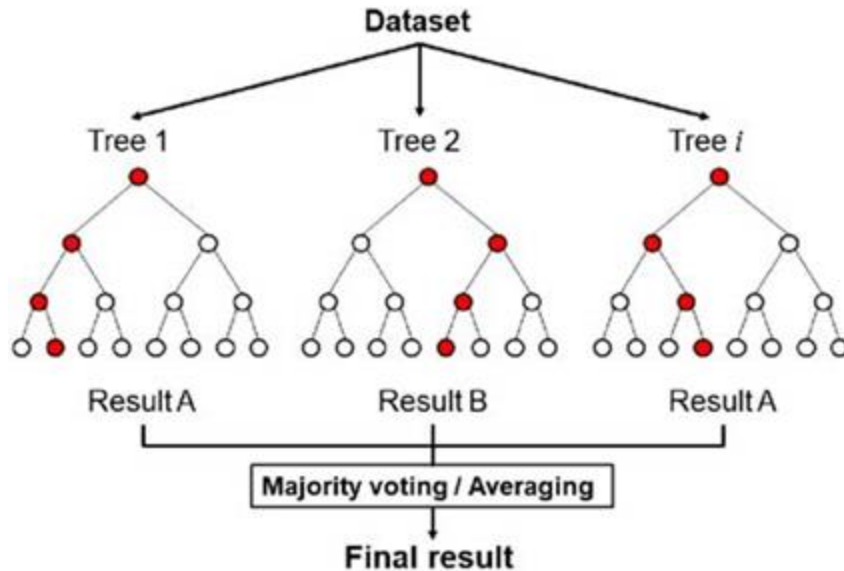 Dataset
Tree 1
Tree 2
Tree i
Result A
Result B
Result A
Majority voting / Averaging
Final result